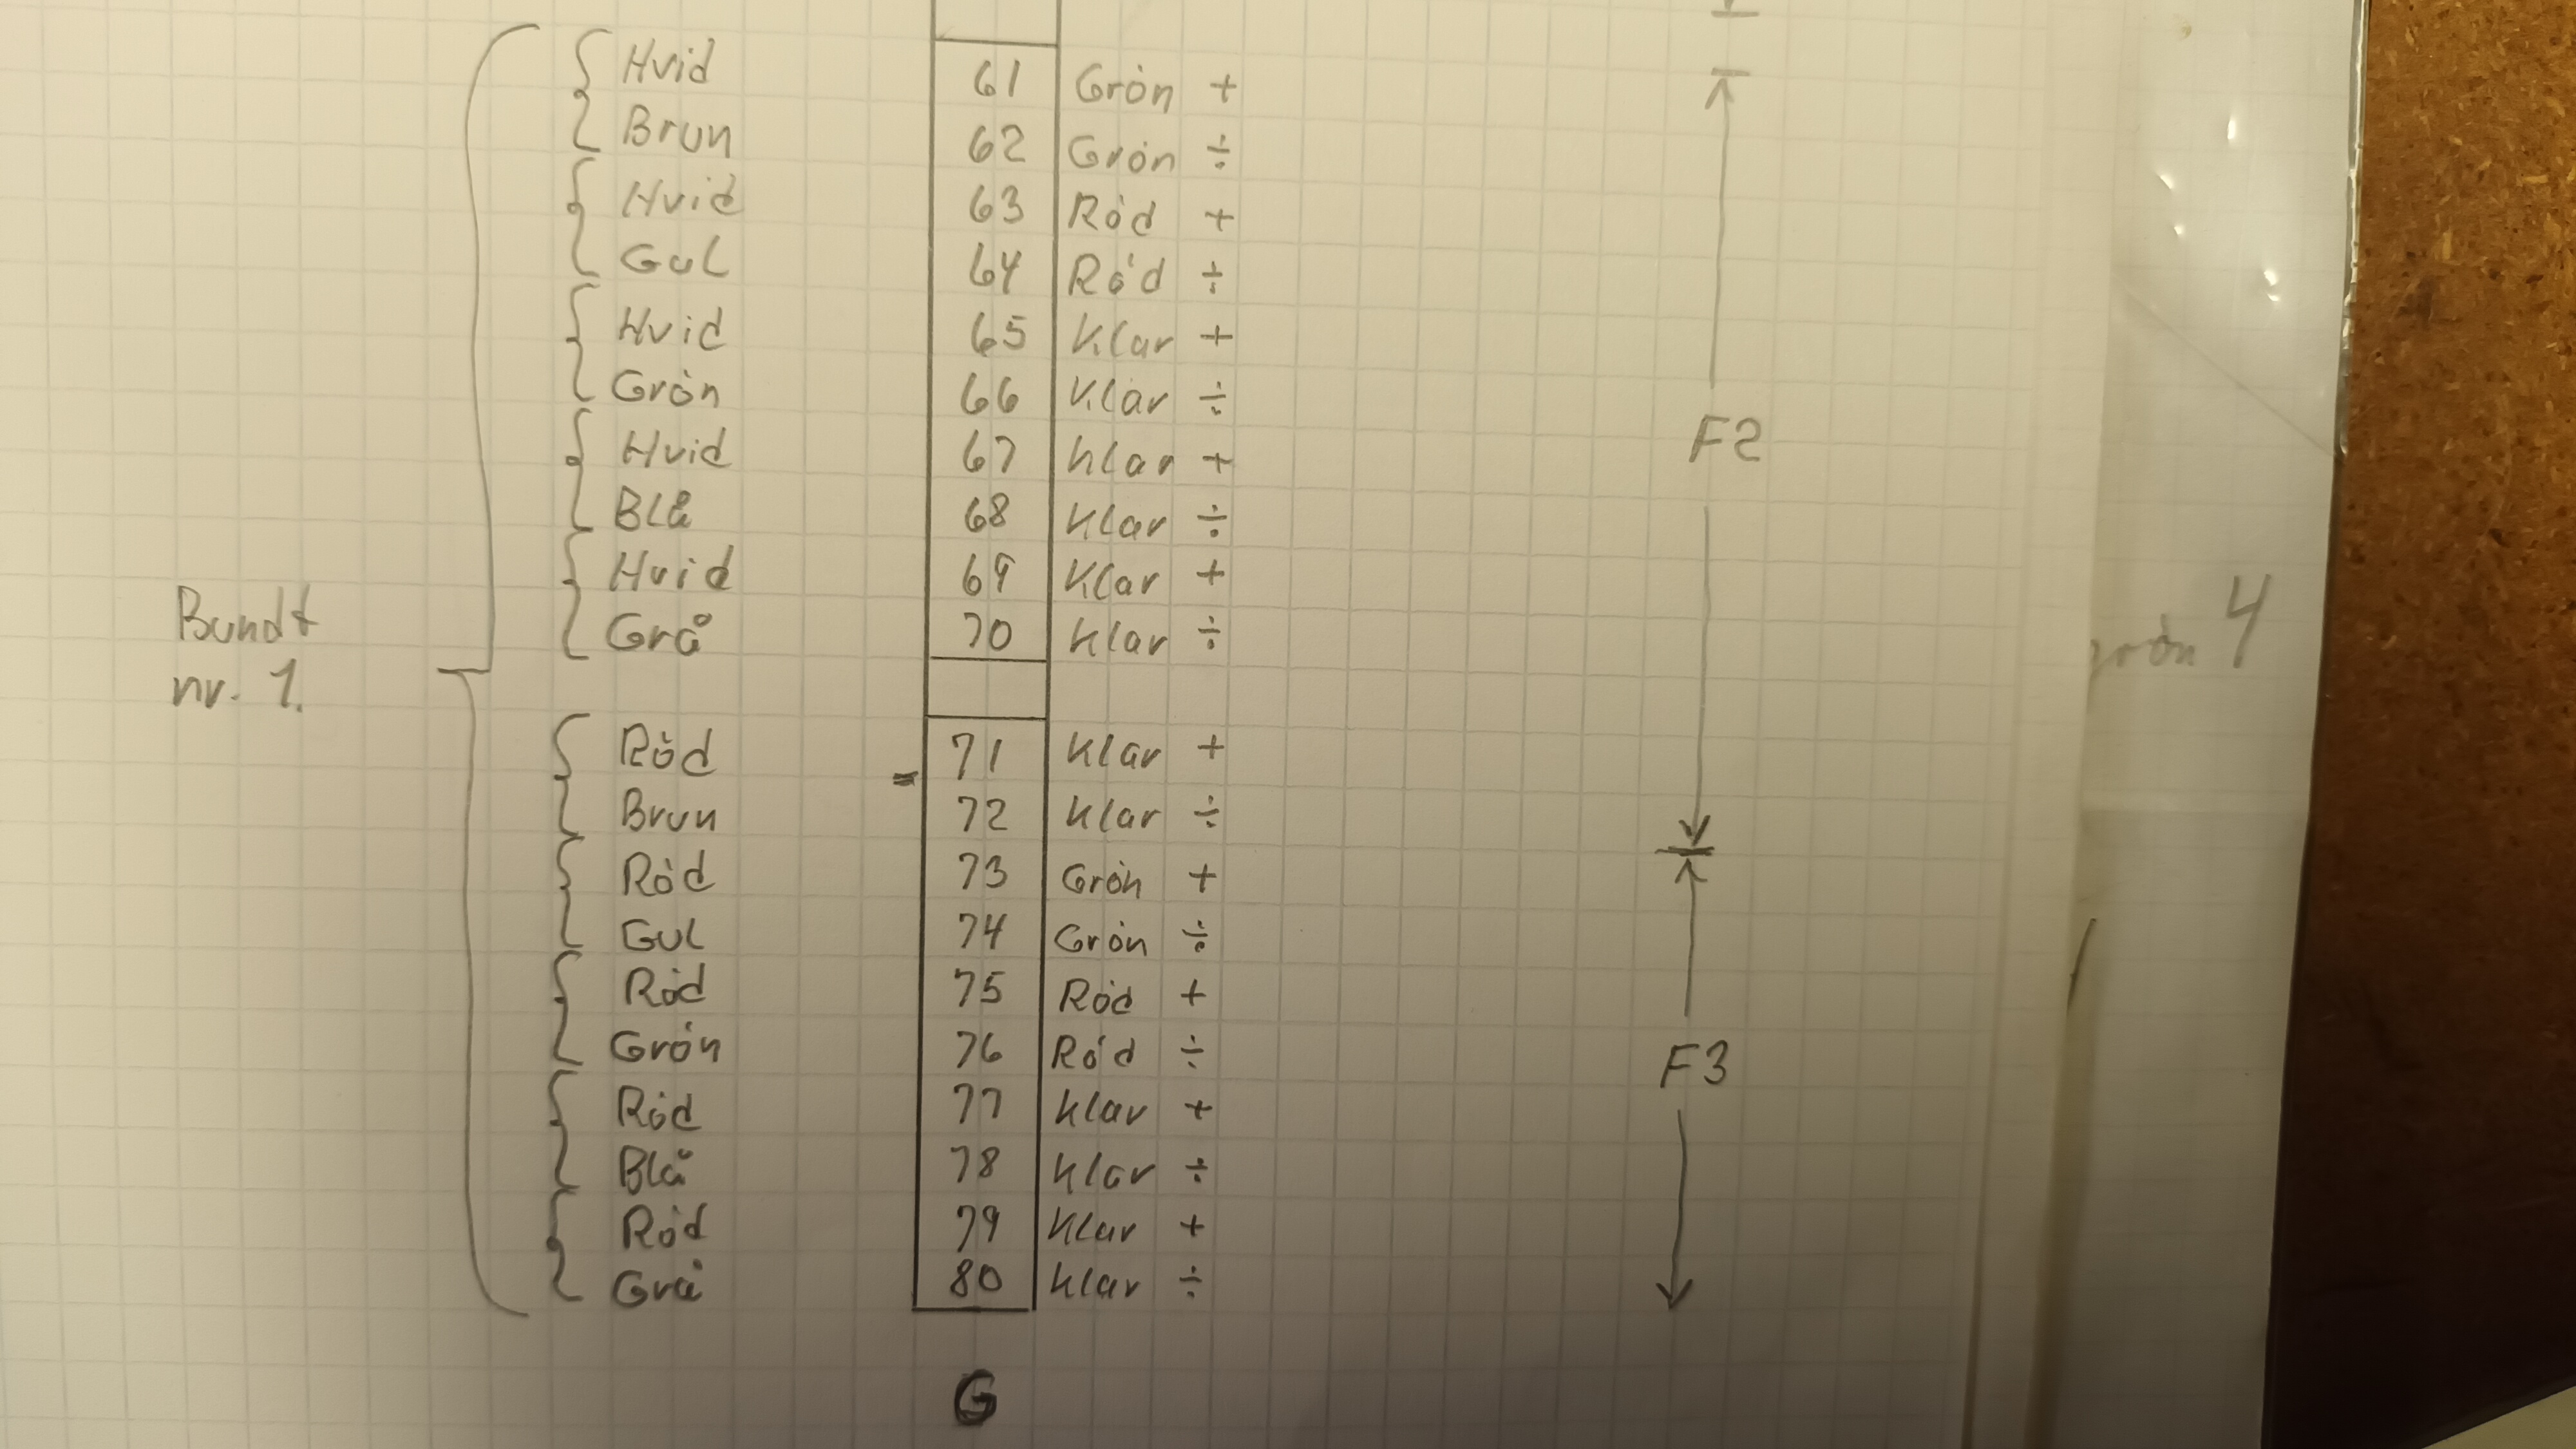 Hvid 61 Grön +
Brun 62 Grön ÷
Hvid 63 Röd +
Gul 64 Röd ÷
Hvid 65 Klar +
Grön 66 Klar ÷
F2
Hvid 67 Klar +
Blå 68 Klar ÷
Hvid 69 Klar +
Grå 70 Klar ÷
Bundt
nr. 1.
grön 4
Röd = 71 Klar +
Brun 72 Klar ÷
Röd 73 Grön +
Gul 74 Grön ÷
Röd 75 Röd +
Grön 76 Röd ÷
F3
Röd 77 Klar +
Blå 78 Klar ÷
Röd 79 Klar +
Grå 80 Klar ÷
G